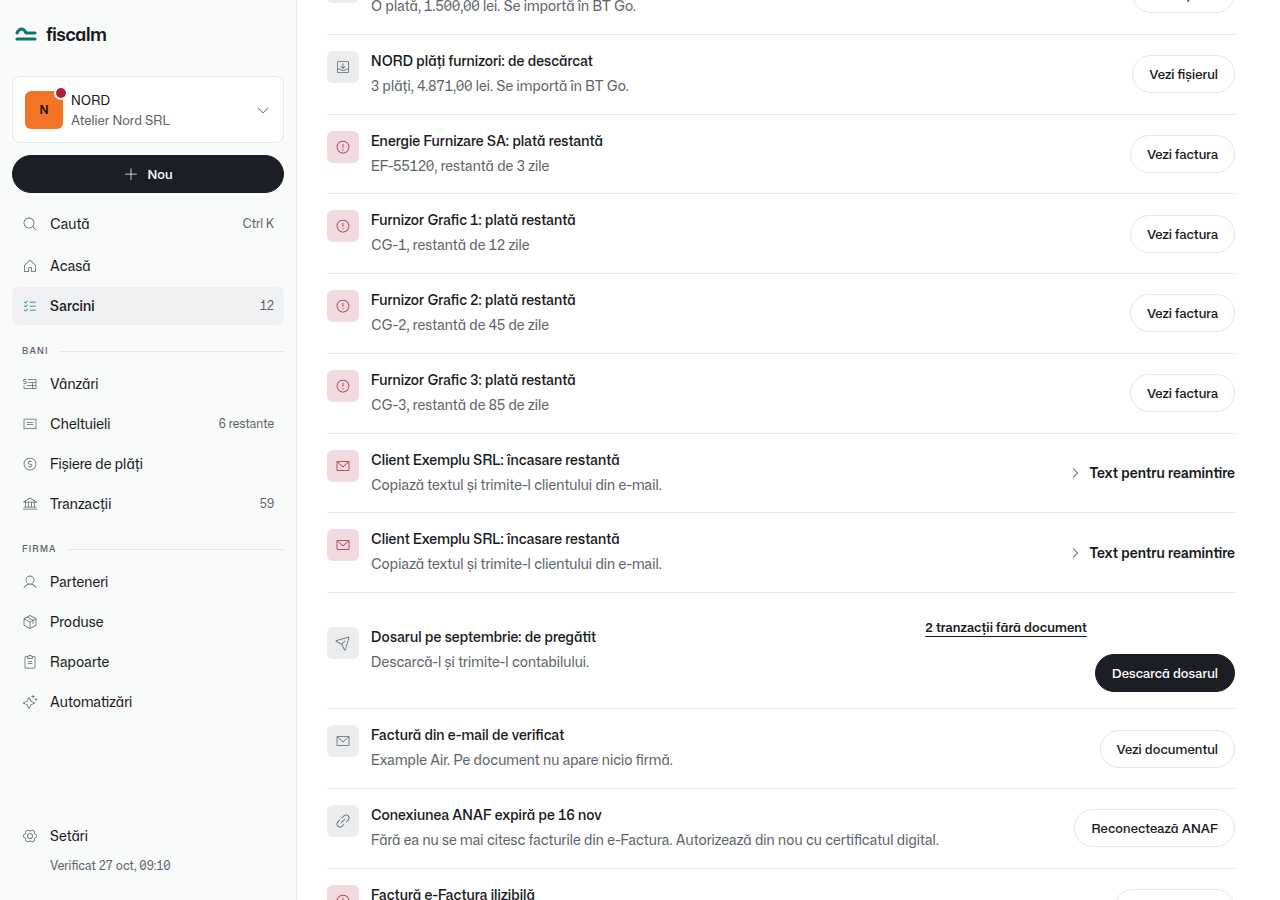 fiscalm
N
NORD
Atelier Nord SRL
Nou
Caută
Ctrl K
Acasă
Sarcini
12
BANI
Vânzări
Cheltuieli
6 restante
Fișiere de plăți
Tranzacții
59
FIRMA
Parteneri
Produse
Rapoarte
Automatizări
Setări
Verificat 27 oct, 09:10
O plată, 1.500,00 lei. Se importă în BT Go.
NORD plăți furnizori: de descărcat
3 plăți, 4.871,00 lei. Se importă în BT Go.
Vezi fișierul
Energie Furnizare SA: plată restantă
EF-55120, restantă de 3 zile
Vezi factura
Furnizor Grafic 1: plată restantă
CG-1, restantă de 12 zile
Vezi factura
Furnizor Grafic 2: plată restantă
CG-2, restantă de 45 de zile
Vezi factura
Furnizor Grafic 3: plată restantă
CG-3, restantă de 85 de zile
Vezi factura
Client Exemplu SRL: încasare restantă
Copiază textul și trimite-l clientului din e-mail.
Text pentru reamintire
Client Exemplu SRL: încasare restantă
Copiază textul și trimite-l clientului din e-mail.
Text pentru reamintire
Dosarul pe septembrie: de pregătit
Descarcă-l și trimite-l contabilului.
2 tranzacții fără document
Descarcă dosarul
Factură din e-mail de verificat
Example Air. Pe document nu apare nicio firmă.
Vezi documentul
Conexiunea ANAF expiră pe 16 nov
Fără ea nu se mai citesc facturile din e-Factura. Autorizează din nou cu certificatul digital.
Reconectează ANAF
Factură e-Factura ilizibilă